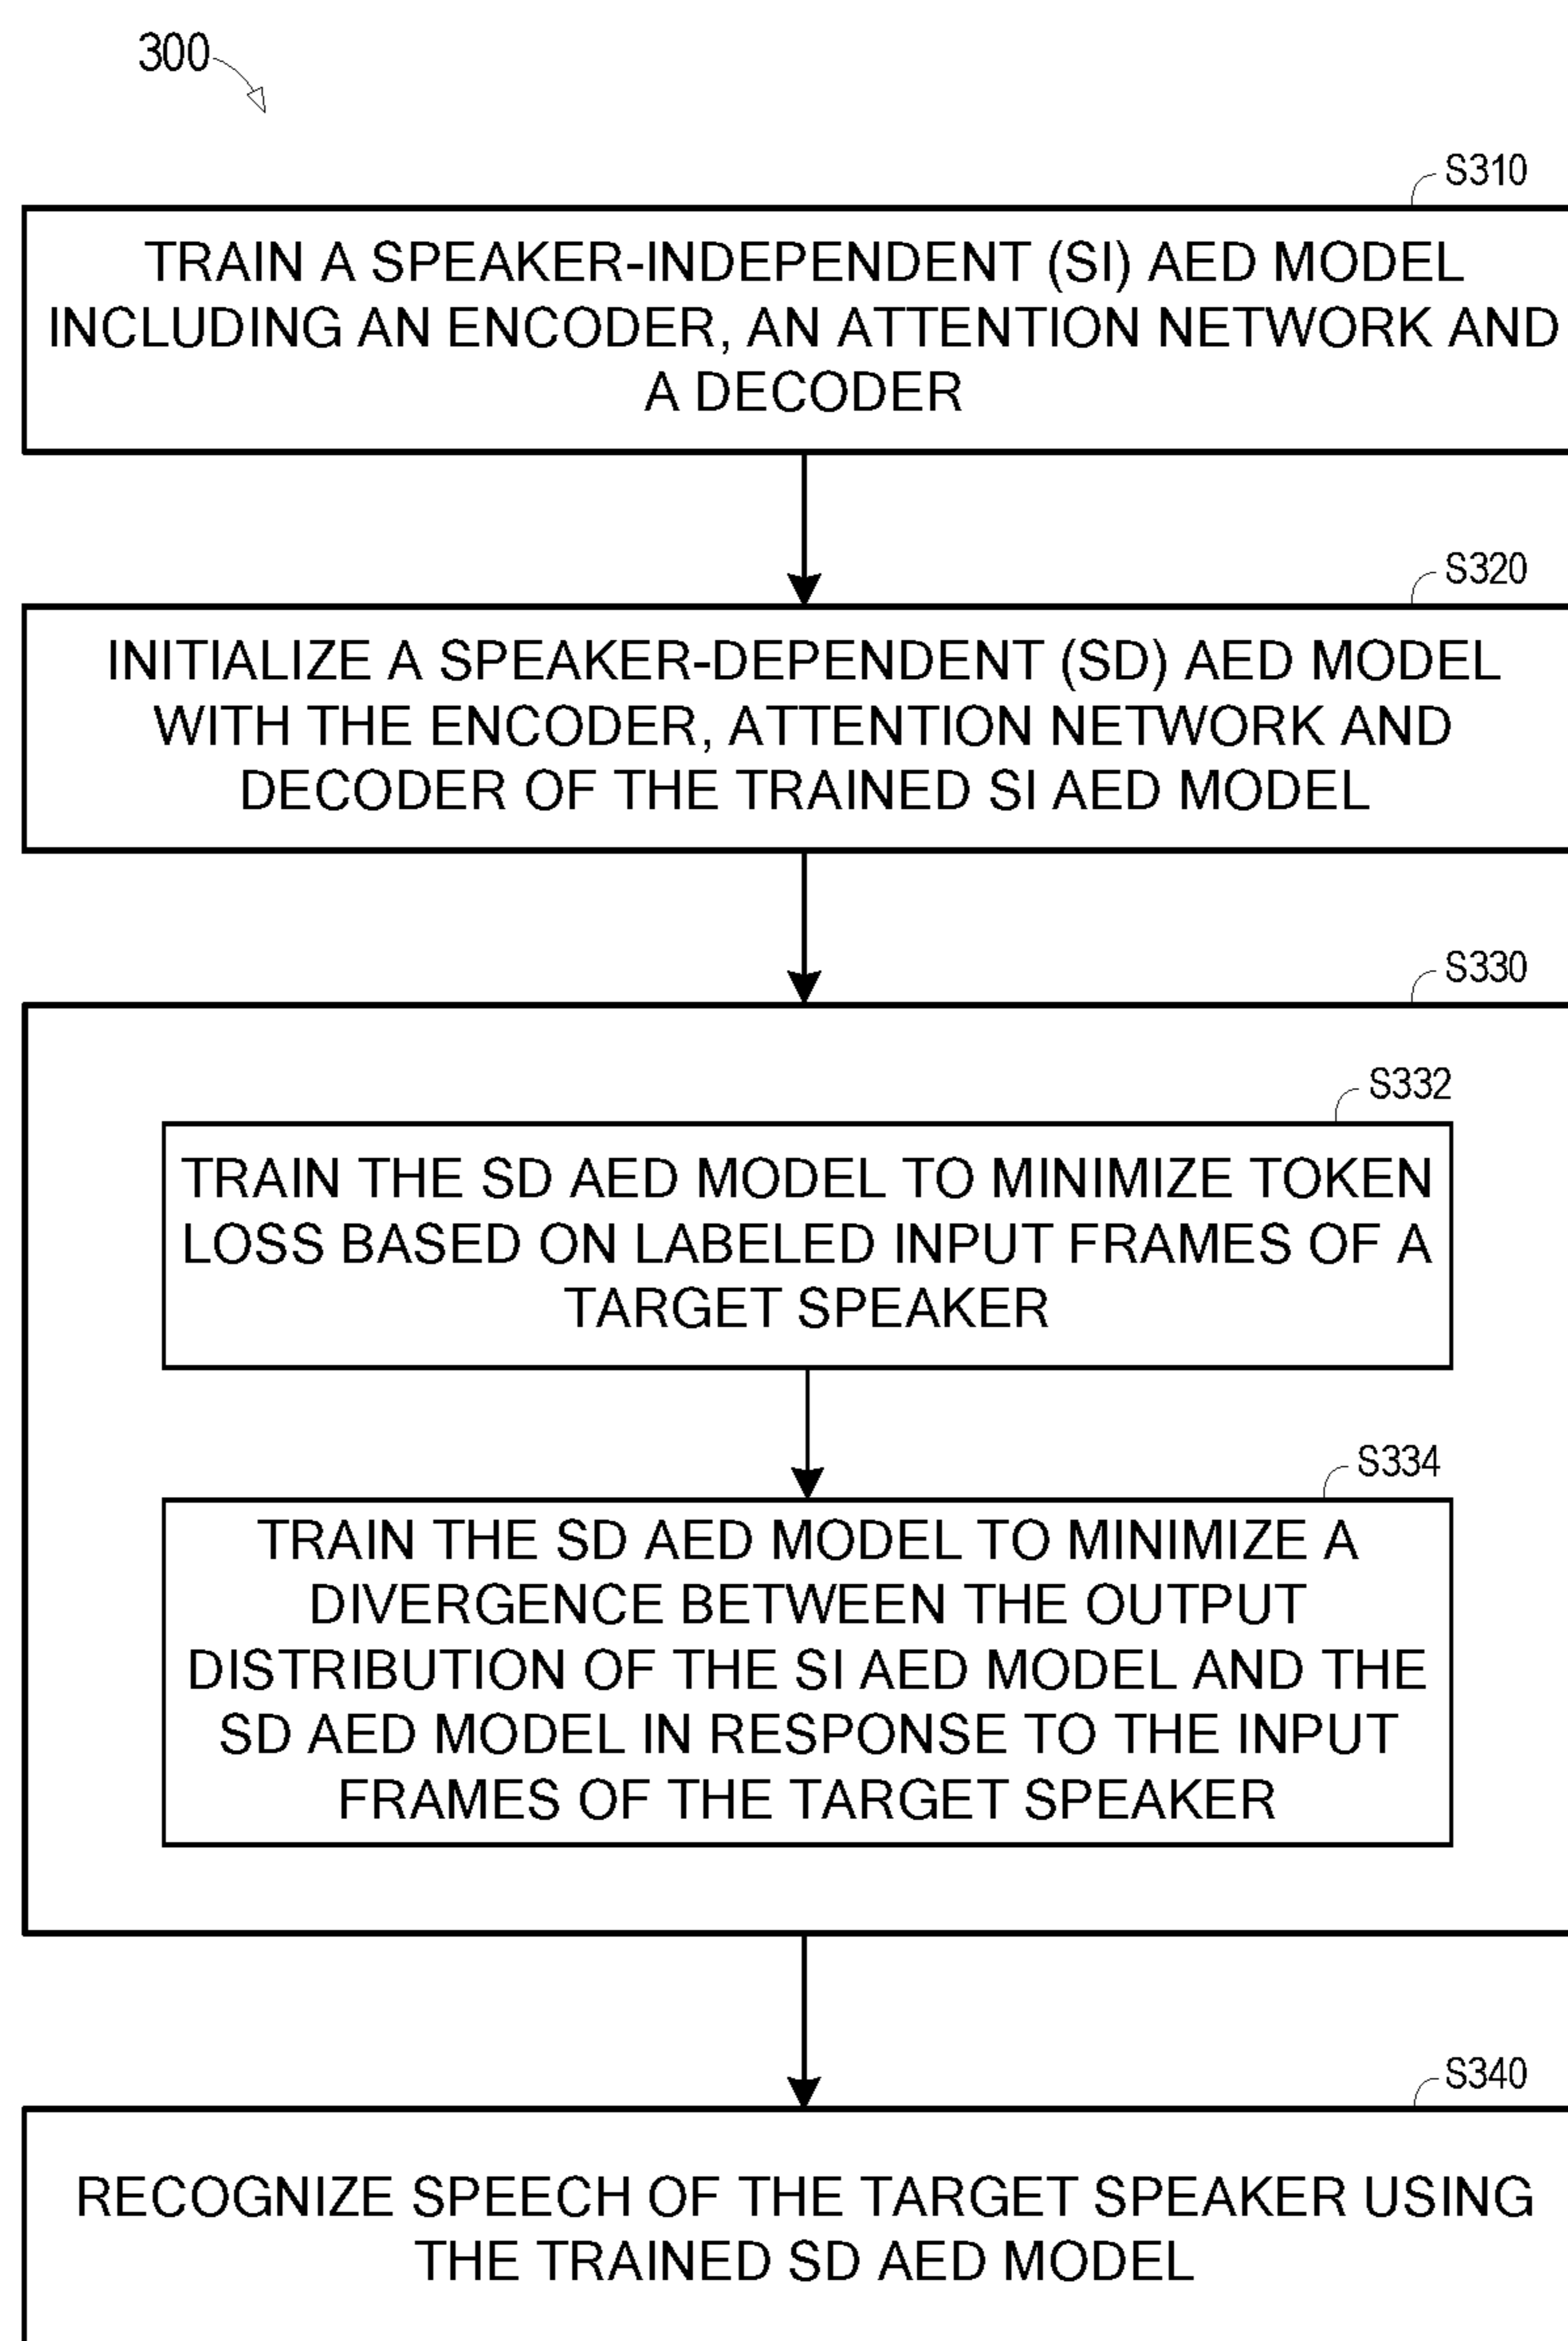 300
S310
TRAIN A SPEAKER-INDEPENDENT (SI) AED MODEL
INCLUDING AN ENCODER, AN ATTENTION NETWORK AND
A DECODER
S320
INITIALIZE A SPEAKER-DEPENDENT (SD) AED MODEL
WITH THE ENCODER, ATTENTION NETWORK AND
DECODER OF THE TRAINED SI AED MODEL
S330
S332
TRAIN THE SD AED MODEL TO MINIMIZE TOKEN
LOSS BASED ON LABELED INPUT FRAMES OF A
TARGET SPEAKER
S334
TRAIN THE SD AED MODEL TO MINIMIZE A
DIVERGENCE BETWEEN THE OUTPUT
DISTRIBUTION OF THE SI AED MODEL AND THE
SD AED MODEL IN RESPONSE TO THE INPUT
FRAMES OF THE TARGET SPEAKER
S340
RECOGNIZE SPEECH OF THE TARGET SPEAKER USING
THE TRAINED SD AED MODEL